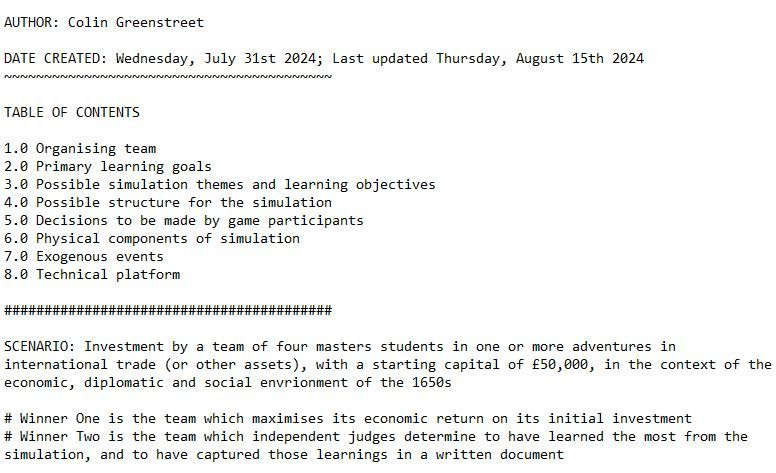 AUTHOR: Colin Greenstreet
DATE CREATED: Wednesday, July 31st 2024; Last updated Thursday, August 15th 2024
~~~~~~~~~~~~~~~~~~~~~~~~~~~~~~~~~~~~~~~~~
TABLE OF CONTENTS
1.0 Organising team
2.0 Primary learning goals
3.0 Possible simulation themes and learning objectives
4.0 Possible structure for the simulation
5.0 Decisions to be made by game participants
6.0 Physical components of simulation
7.0 Exogenous events
8.0 Technical platform
#########################################
SCENARIO: Investment by a team of four masters students in one or more adventures in
international trade (or other assets), with a starting capital of £50,000, in the context of the
economic, diplomatic and social envrionment of the 1650s
# Winner One is the team which maximises its economic return on its initial investment
# Winner Two is the team which independent judges determine to have learned the most from the
simulation, and to have captured those learnings in a written document